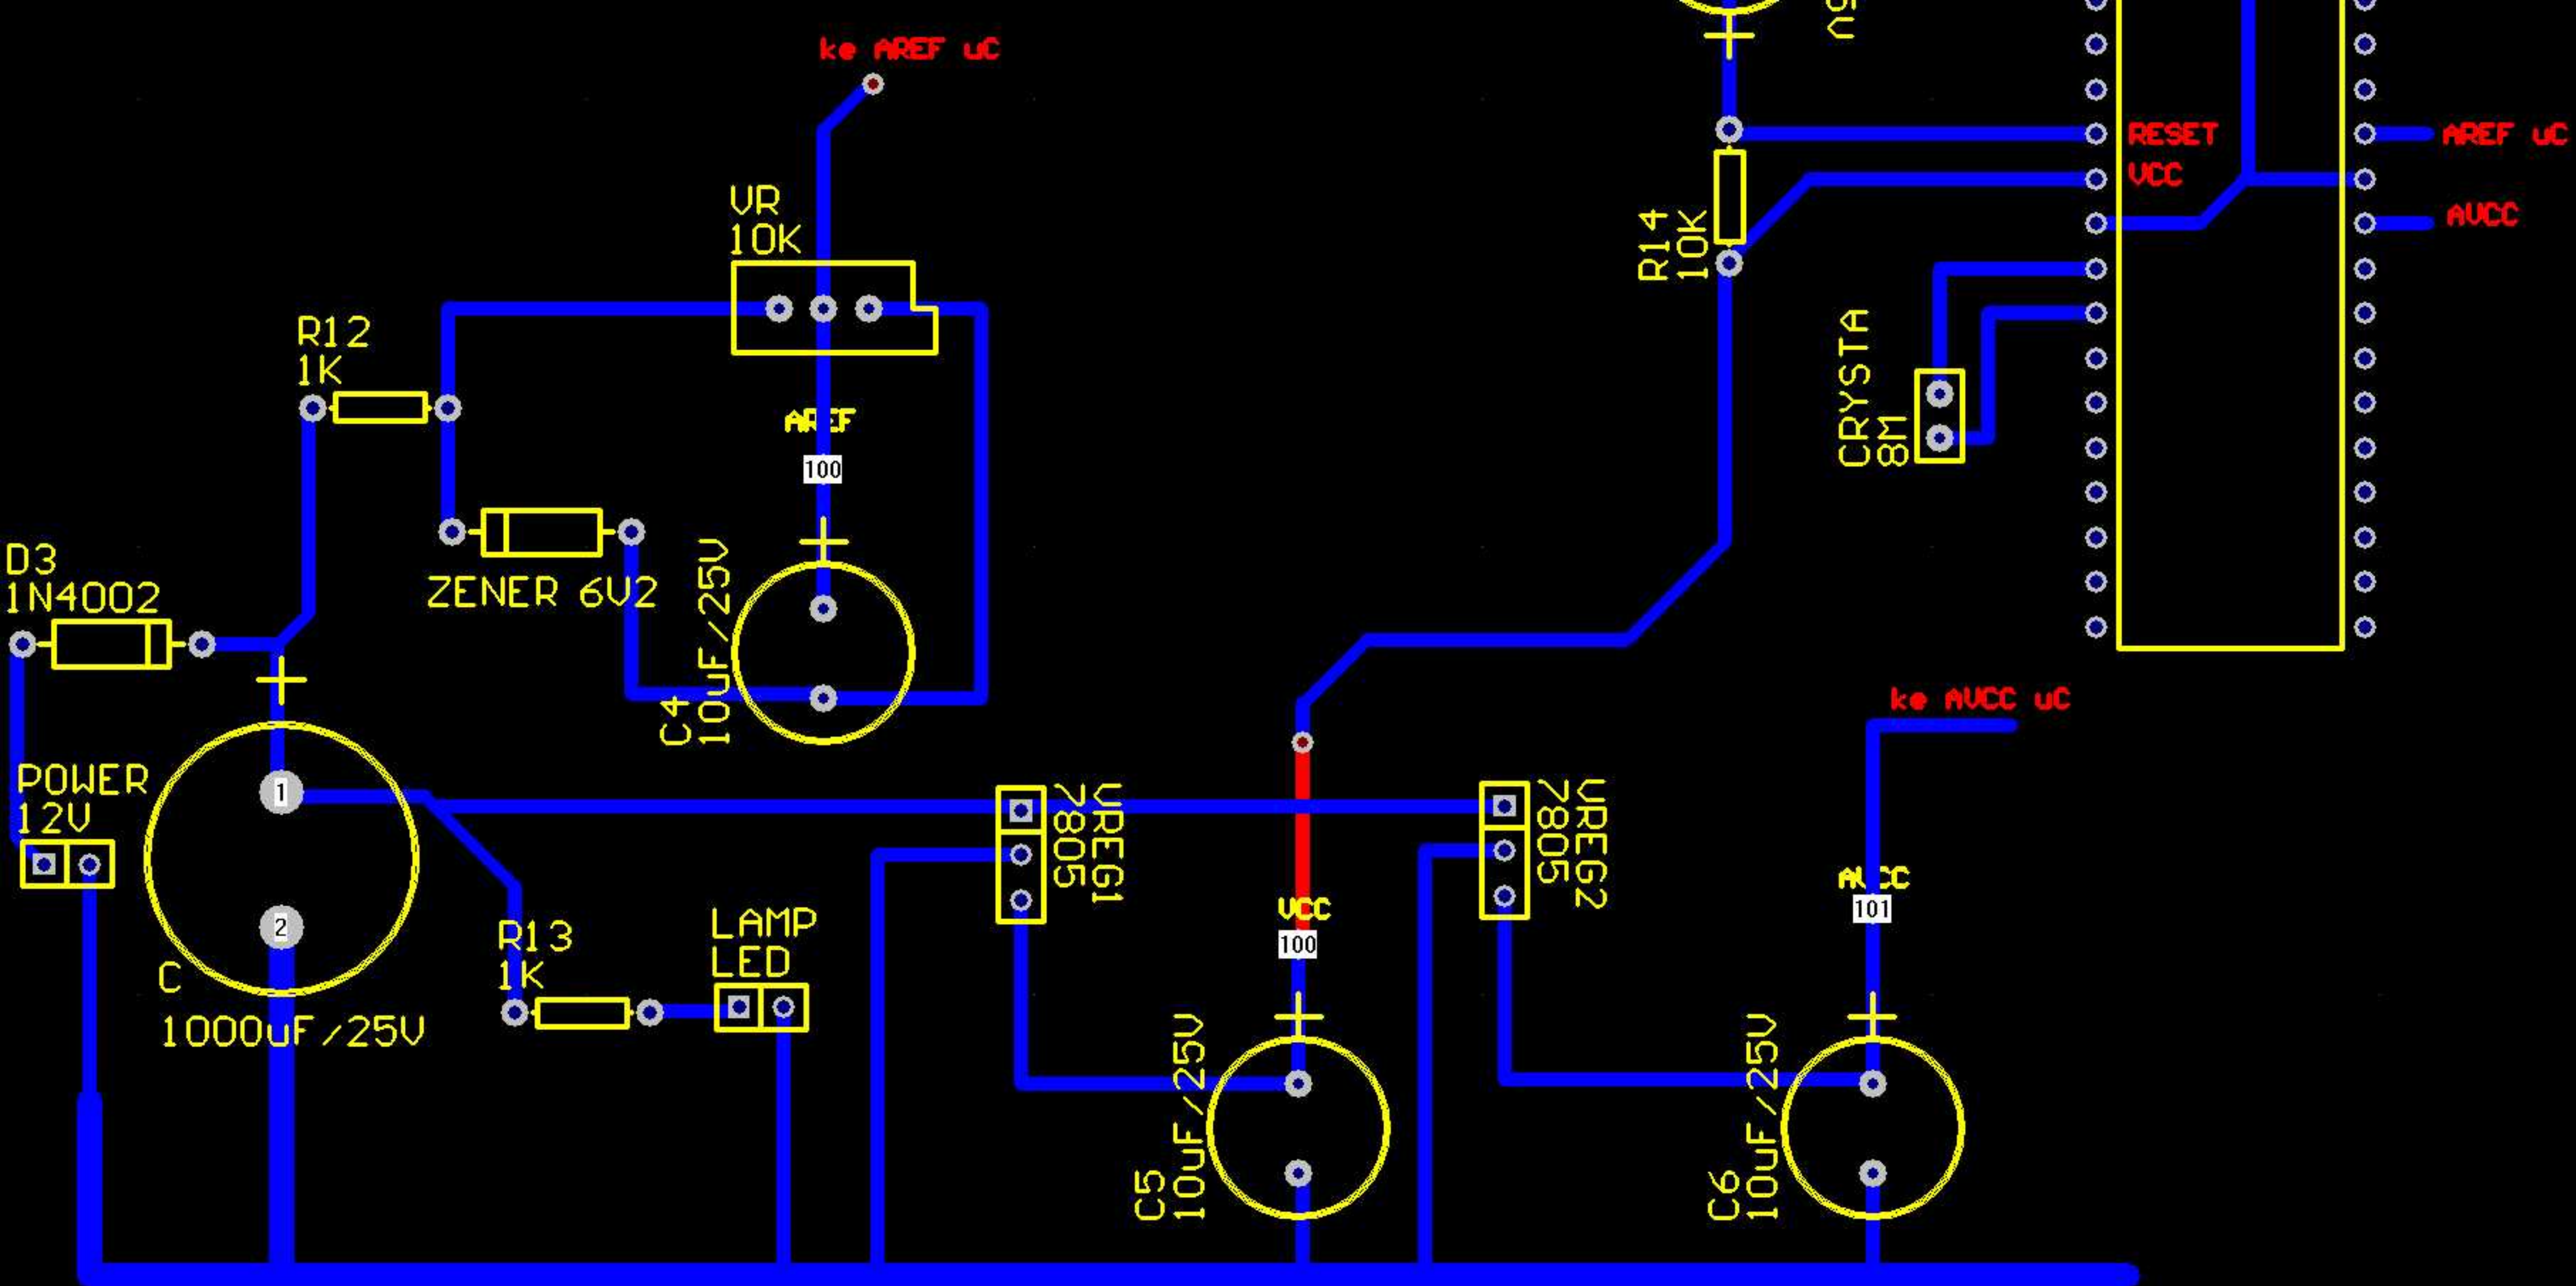 ke AREF uC
VR
10K
R12
1K
AREF
100
D3
1N4002
ZENER 6V2
C4
10uF/25V
POWER
12V
1
2
C
1000uF/25V
R13
1K
LAMP
LED
VREG1
7805
VCC
100
C5
10uF/25V
VREG2
7805
ke AVCC uC
AVCC
101
C6
10uF/25V
R14
10K
CRYSTA
8M
RESET
VCC
AREF uC
AVCC